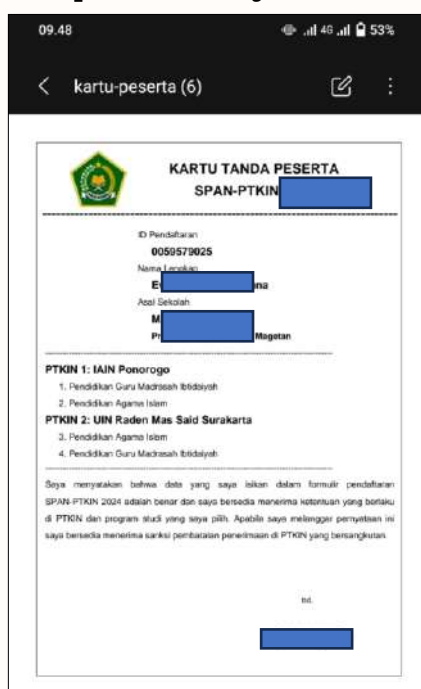 09.48 4G 53%
kartu-peserta (6)
KARTU TANDA PESERTA
SPAN-PTKIN
ID Pendaftaran
0059579025
Nama Lengkap
na
Asal Sekolah
M
Magetan
PTKIN 1: IAIN Ponorogo
1. Pendidikan Guru Madrasah Ibtidaiyah
2. Pendidikan Agama Islam
PTKIN 2: UIN Raden Mas Said Surakarta
3. Pendidikan Agama Islam
4. Pendidikan Guru Madrasah Ibtidaiyah
Saya menyatakan bahwa data yang saya isikan dalam formulir pendaftaran
SPAN-PTKIN 2024 adalah benar dan saya bersedia menerima ketentuan yang berlaku
di PTKIN dan program studi yang saya pilih. Apabila saya melanggar pernyataan ini
saya bersedia menerima sanksi pembatalan penerimaan di PTKIN yang bersangkutan.
ttd.